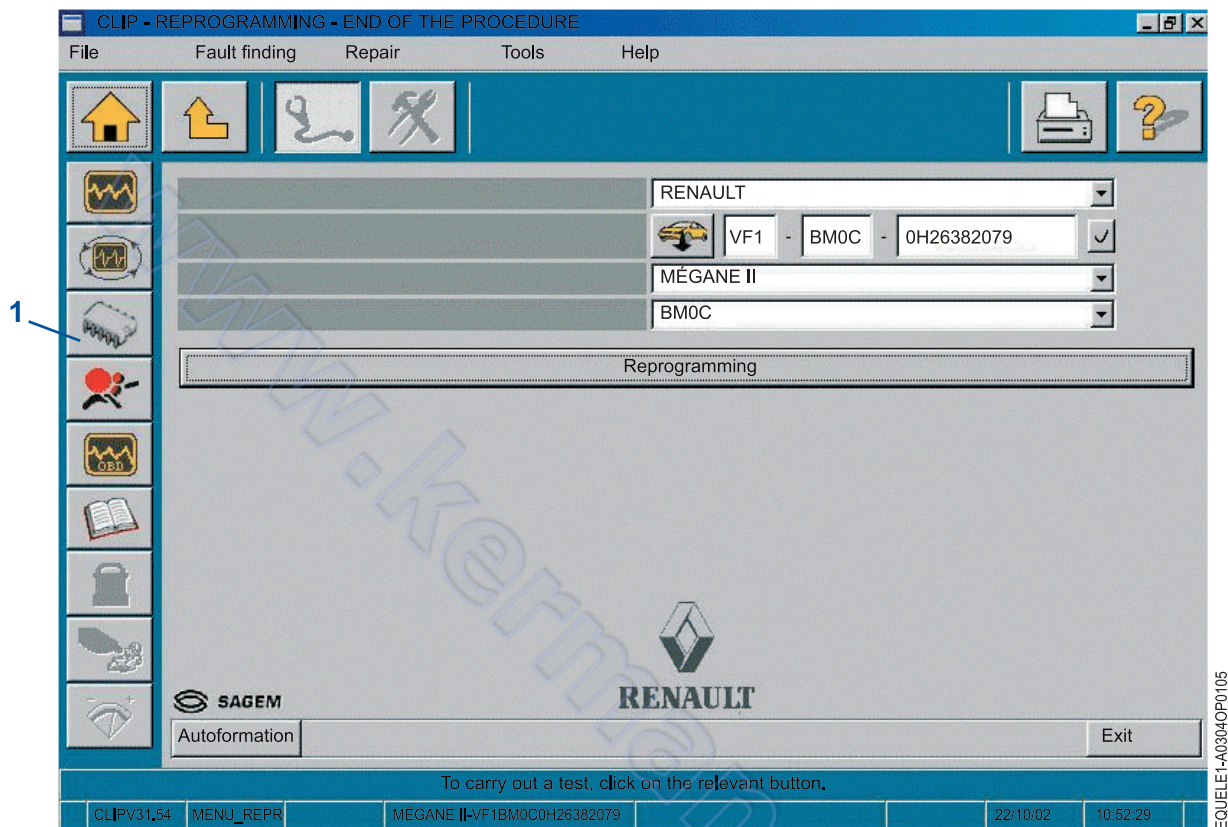 CLIP - REPROGRAMMING - END OF THE PROCEDURE
File Fault finding Repair Tools Help
RENAULT
VF1 - BM0C - 0H26382079
MÉGANE II
BM0C
1
Reprogramming
OBD
www.kerman
SAGEM
RENAULT
Autoformation Exit
To carry out a test, click on the relevant button.
CLIPV31.54 MENU_REPR MÉGANE II-VF1BM0C0H26382079 22/10/02 10:52:29
EQUELE1-A0304OP0105